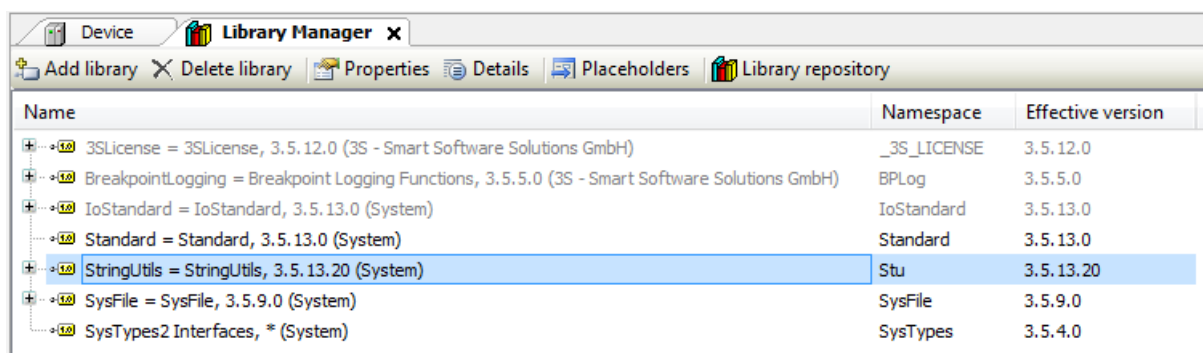 Device Library Manager X
Add library Delete library Properties Details Placeholders Library repository
Name Namespace Effective version
3SLicense = 3SLicense, 3.5.12.0 (3S - Smart Software Solutions GmbH) _3S_LICENSE 3.5.12.0
BreakpointLogging = Breakpoint Logging Functions, 3.5.5.0 (3S - Smart Software Solutions GmbH) BPLog 3.5.5.0
IoStandard = IoStandard, 3.5.13.0 (System) IoStandard 3.5.13.0
Standard = Standard, 3.5.13.0 (System) Standard 3.5.13.0
StringUtils = StringUtils, 3.5.13.20 (System) Stu 3.5.13.20
SysFile = SysFile, 3.5.9.0 (System) SysFile 3.5.9.0
SysTypes2 Interfaces, * (System) SysTypes 3.5.4.0